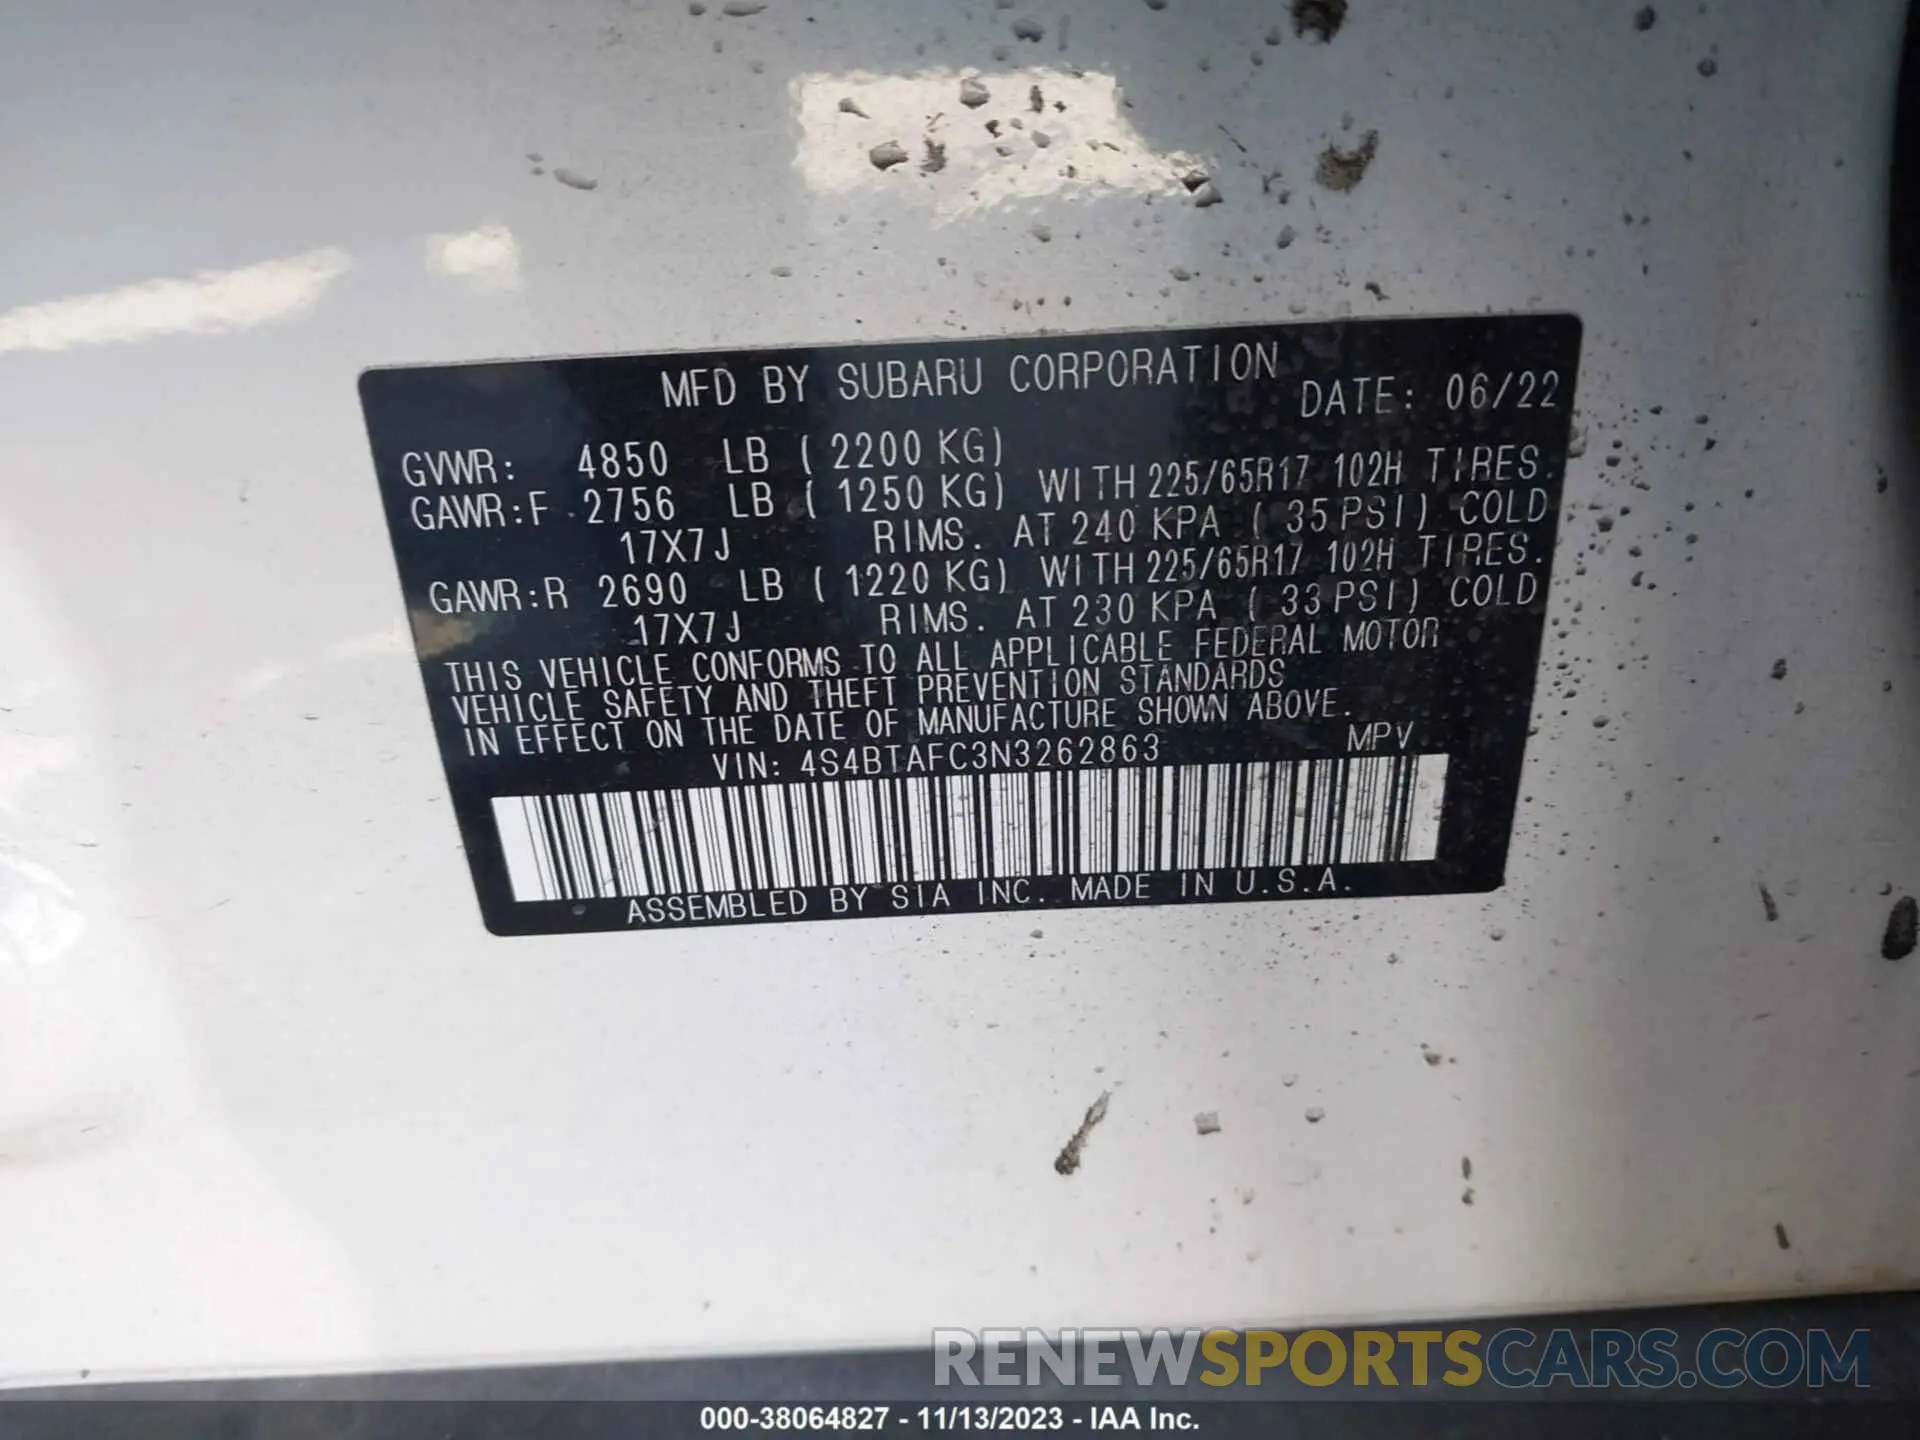 MFD BY SUBARU CORPORATION
DATE: 06/22
GVWR: 4850 LB ( 2200 KG)
GAWR:F 2756 LB ( 1250 KG) WITH 225/65R17 102H TIRES.
17X7J RIMS. AT 240 KPA ( 35 PSI) COLD
GAWR:R 2690 LB ( 1220 KG) WITH 225/65R17 102H TIRES.
17X7J RIMS. AT 230 KPA ( 33 PSI) COLD
THIS VEHICLE CONFORMS TO ALL APPLICABLE FEDERAL MOTOR
VEHICLE SAFETY AND THEFT PREVENTION STANDARDS
IN EFFECT ON THE DATE OF MANUFACTURE SHOWN ABOVE.
VIN: 4S4BTAFC3N3262863 MPV
ASSEMBLED BY SIA INC. MADE IN U.S.A.
RENEWSPORTSCARS.COM
000-38064827 - 11/13/2023 - IAA Inc.